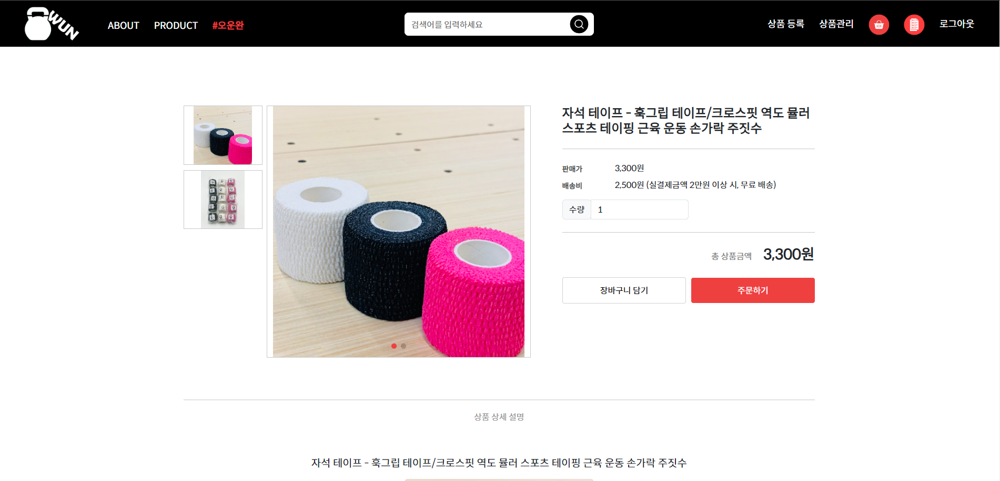 WUN
ABOUT
PRODUCT
#오운완
검색어를 입력하세요
상품 등록
상품관리
로그아웃
자석 테이프 - 훅그립 테이프/크로스핏 역도 뮬러
스포츠 테이핑 근육 운동 손가락 주짓수
판매가 3,300원
배송비 2,500원 (실결제금액 2만원 이상 시, 무료 배송)
수량 1
총 상품금액 3,300원
장바구니 담기
주문하기
상품 상세 설명
자석 테이프 - 훅그립 테이프/크로스핏 역도 뮬러 스포츠 테이핑 근육 운동 손가락 주짓수